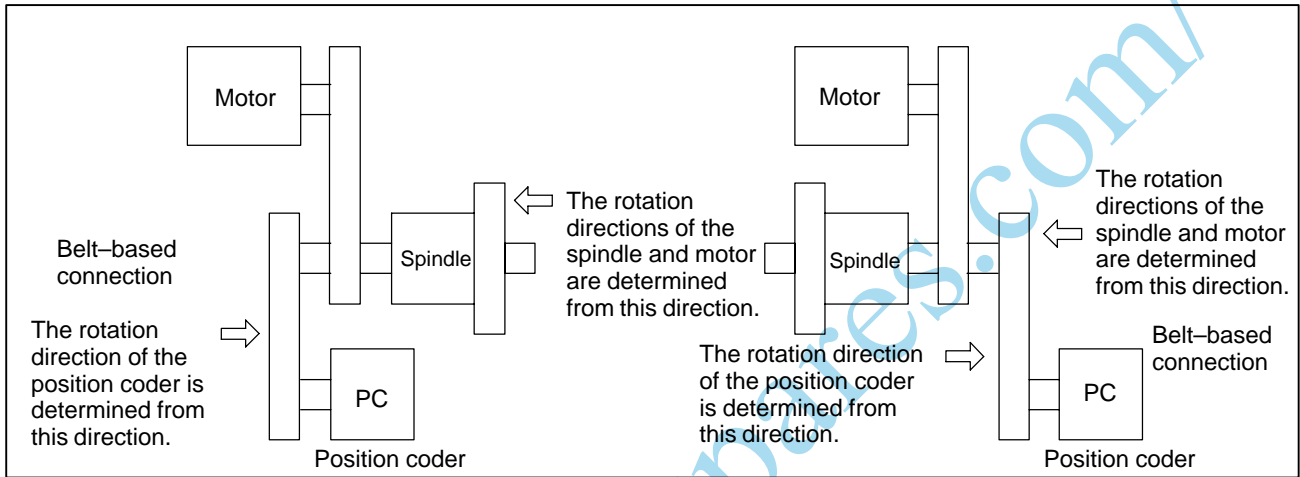 Motor
Spindle
Belt–based
connection
The rotation
directions of the
spindle and motor
are determined
from this direction.
The rotation
direction of the
position coder is
determined from
this direction.
PC
Position coder
Motor
Spindle
The rotation
directions of the
spindle and motor
are determined
from this direction.
The rotation direction
of the position coder
is determined from
this direction.
Belt–based
connection
PC
Position coder
pares.com/